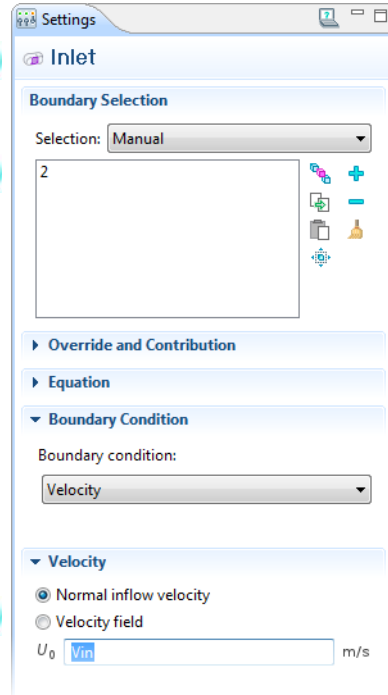 Settings
Inlet
Boundary Selection
Selection: Manual
2
Override and Contribution
Equation
Boundary Condition
Boundary condition:
Velocity
Velocity
Normal inflow velocity
Velocity field
U₀ Vin m/s